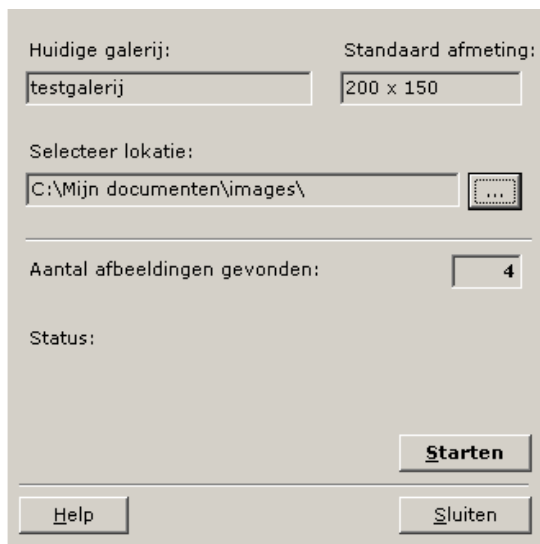 Huidige galerij: Standaard afmeting:
testgalerij 200 x 150
Selecteer lokatie:
C:\Mijn documenten\images\ ...
Aantal afbeeldingen gevonden: 4
Status:
Starten
Help Sluiten